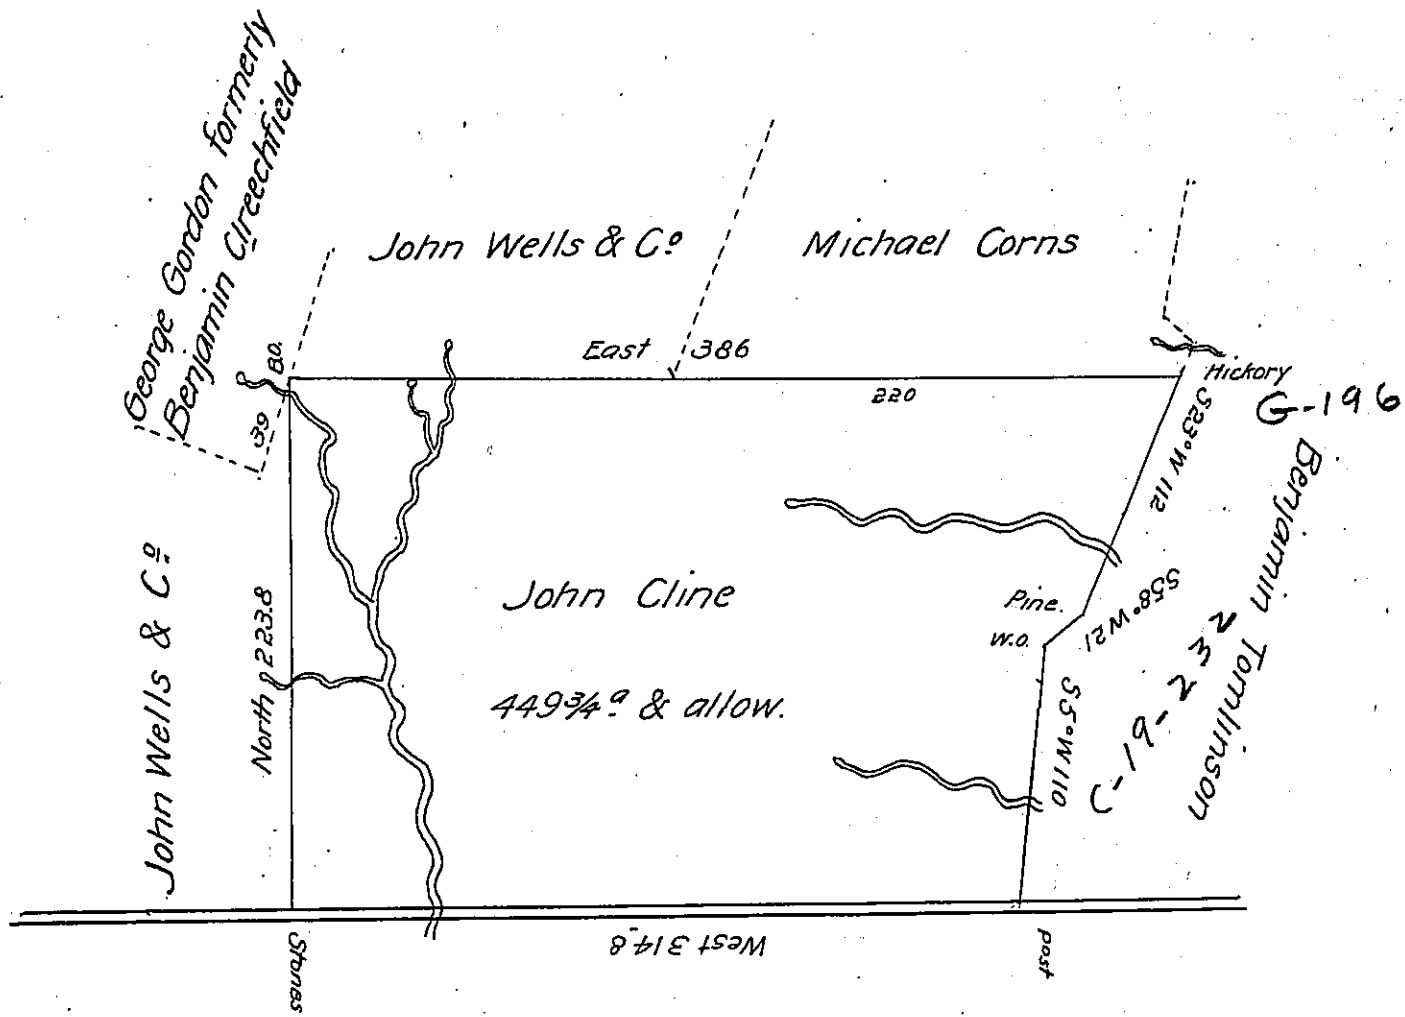 George Gordon formerly
Benjamin Clreechfield
John Wells & Cº
Michael Corns
B.O.
39
East 386
220
Hickory
G-196
S23°W 112
Benjamin Tomlinson
John Cline
449¾ ª & allow.
Pine.
W.O.
S58°W21
C-19-232
S5°W110
John Wells & Cº
North 223.8
Stones
West 314.8
post